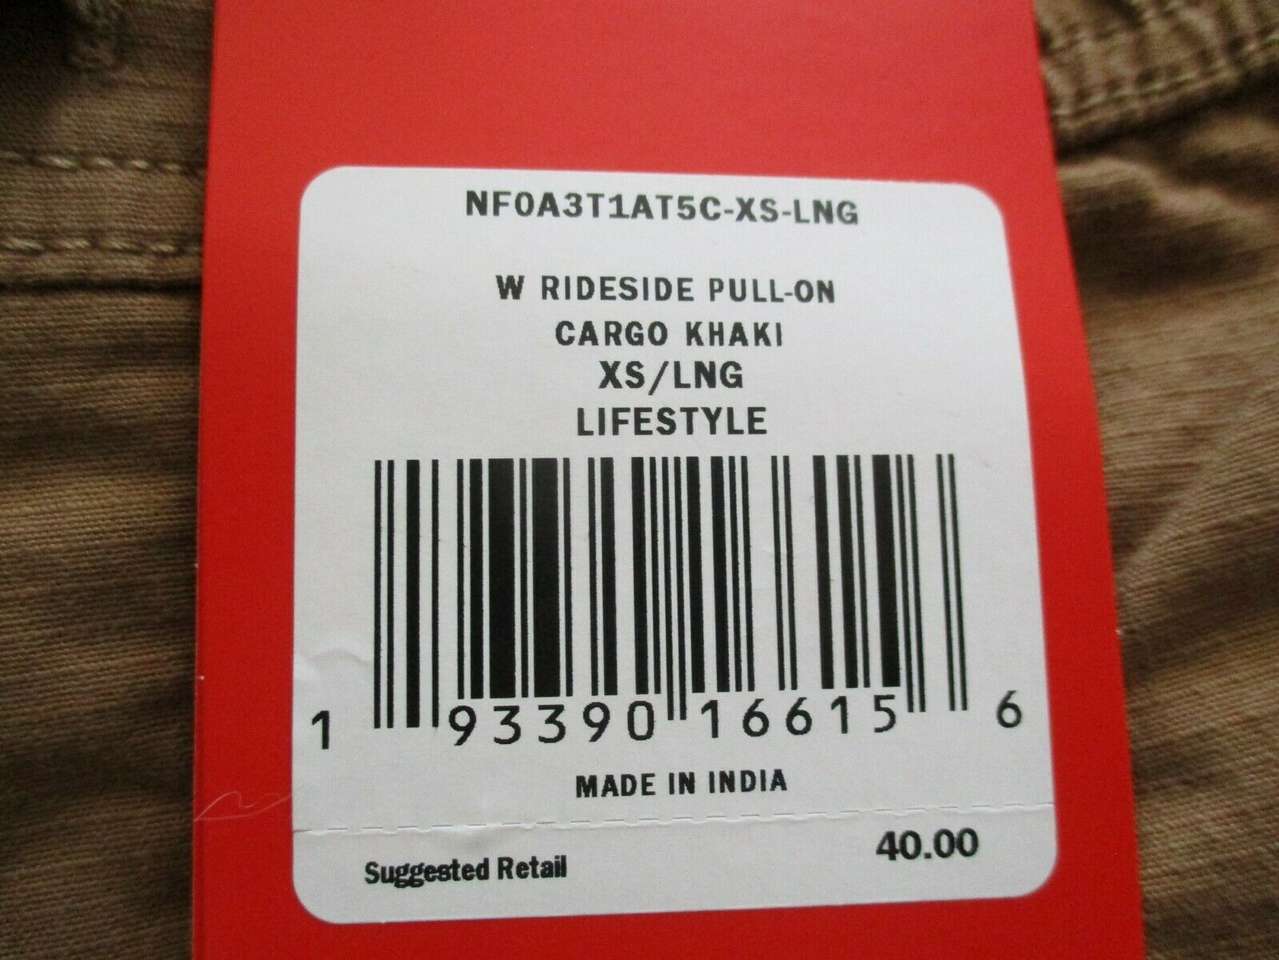 NF0A3T1AT5C-XS-LNG
W RIDESIDE PULL-ON
CARGO KHAKI
XS/LNG
LIFESTYLE
1 93390 16615 6
MADE IN INDIA
Suggested Retail 40.00